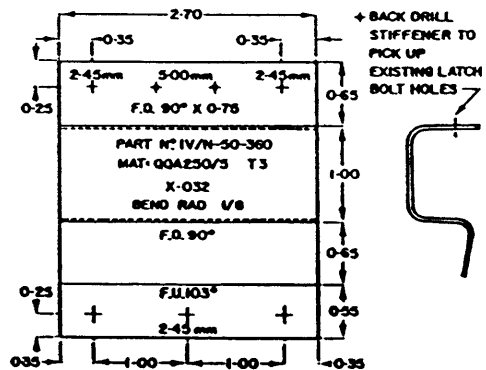 2·70
0·35
0·35
2·45mm
5·00mm
2·45mm
0·25
F.D. 90° X 0·75
0·65
PART Nº IV/N-50-360
MAT: QQA250/5 T3
X·032
BEND RAD 1/8
1·00
F.D. 90°
0·65
F.U. 103°
0·25
2·45mm
0·55
0·35
1·00
1·00
0·35
+ BACK DRILL
STIFFENER TO
PICK UP
EXISTING LATCH
BOLT HOLES